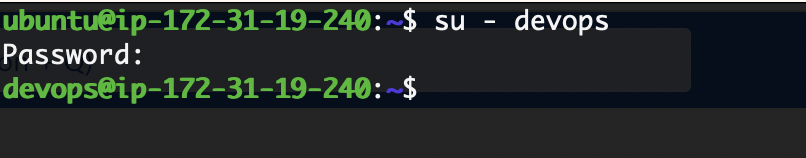 ubuntu@ip-172-31-19-240:~$ su - devops
Password:
devops@ip-172-31-19-240:~$